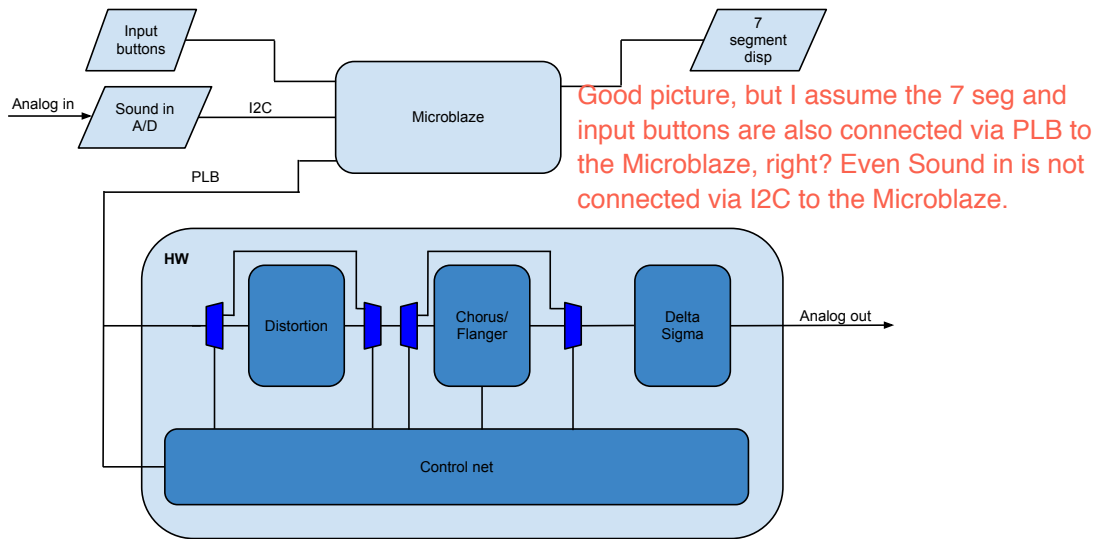 Input
buttons
7
segment
disp
Analog in
Sound in
A/D
I2C
Microblaze
Good picture, but I assume the 7 seg and
input buttons are also connected via PLB to
the Microblaze, right? Even Sound in is not
connected via I2C to the Microblaze.
PLB
HW
Distortion
Chorus/
Flanger
Delta
Sigma
Analog out
Control net